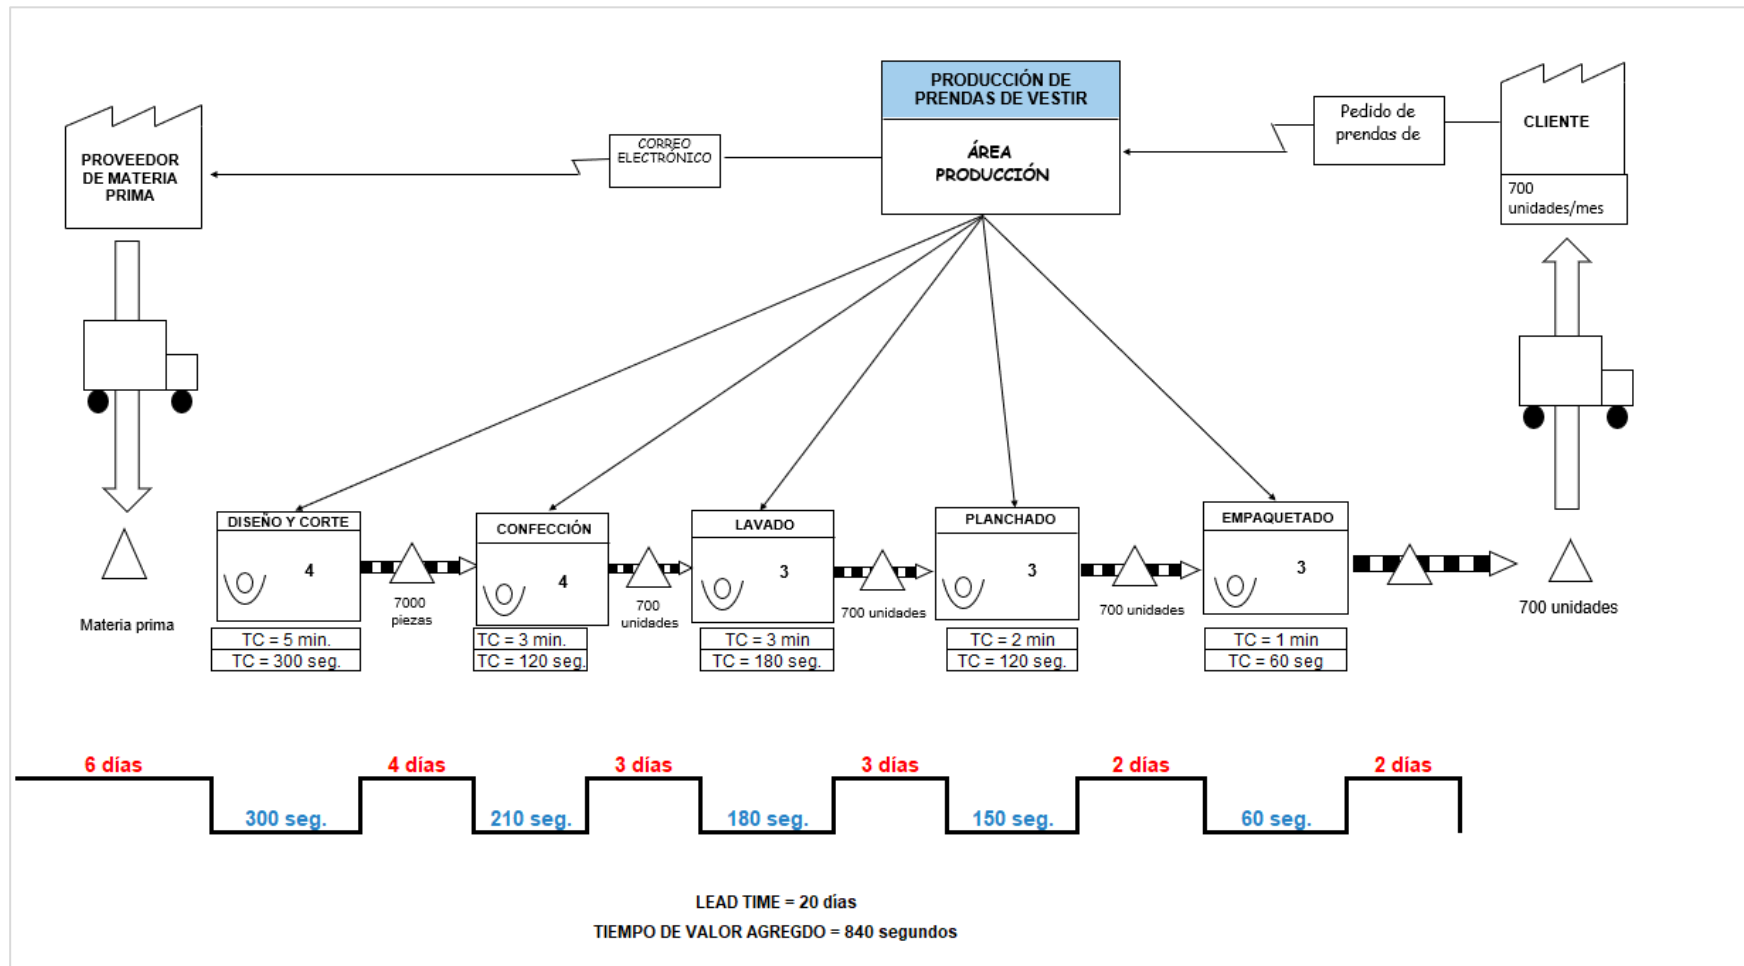 PRODUCCIÓN DE
PRENDAS DE VESTIR
ÁREA
PRODUCCIÓN
Pedido de
prendas de
CLIENTE
700
unidades/mes
CORREO
ELECTRÓNICO
PROVEEDOR
DE MATERIA
PRIMA
Materia prima
DISEÑO Y CORTE
4
TC = 5 min.
TC = 300 seg.
7000
piezas
CONFECCIÓN
4
TC = 3 min.
TC = 120 seg.
700
unidades
LAVADO
3
TC = 3 min
TC = 180 seg.
700 unidades
PLANCHADO
3
TC = 2 min
TC = 120 seg.
700 unidades
EMPAQUETADO
3
TC = 1 min
TC = 60 seg
700 unidades
6 días
4 días
3 días
3 días
2 días
2 días
300 seg.
210 seg.
180 seg.
150 seg.
60 seg.
LEAD TIME = 20 días
TIEMPO DE VALOR AGREGDO = 840 segundos